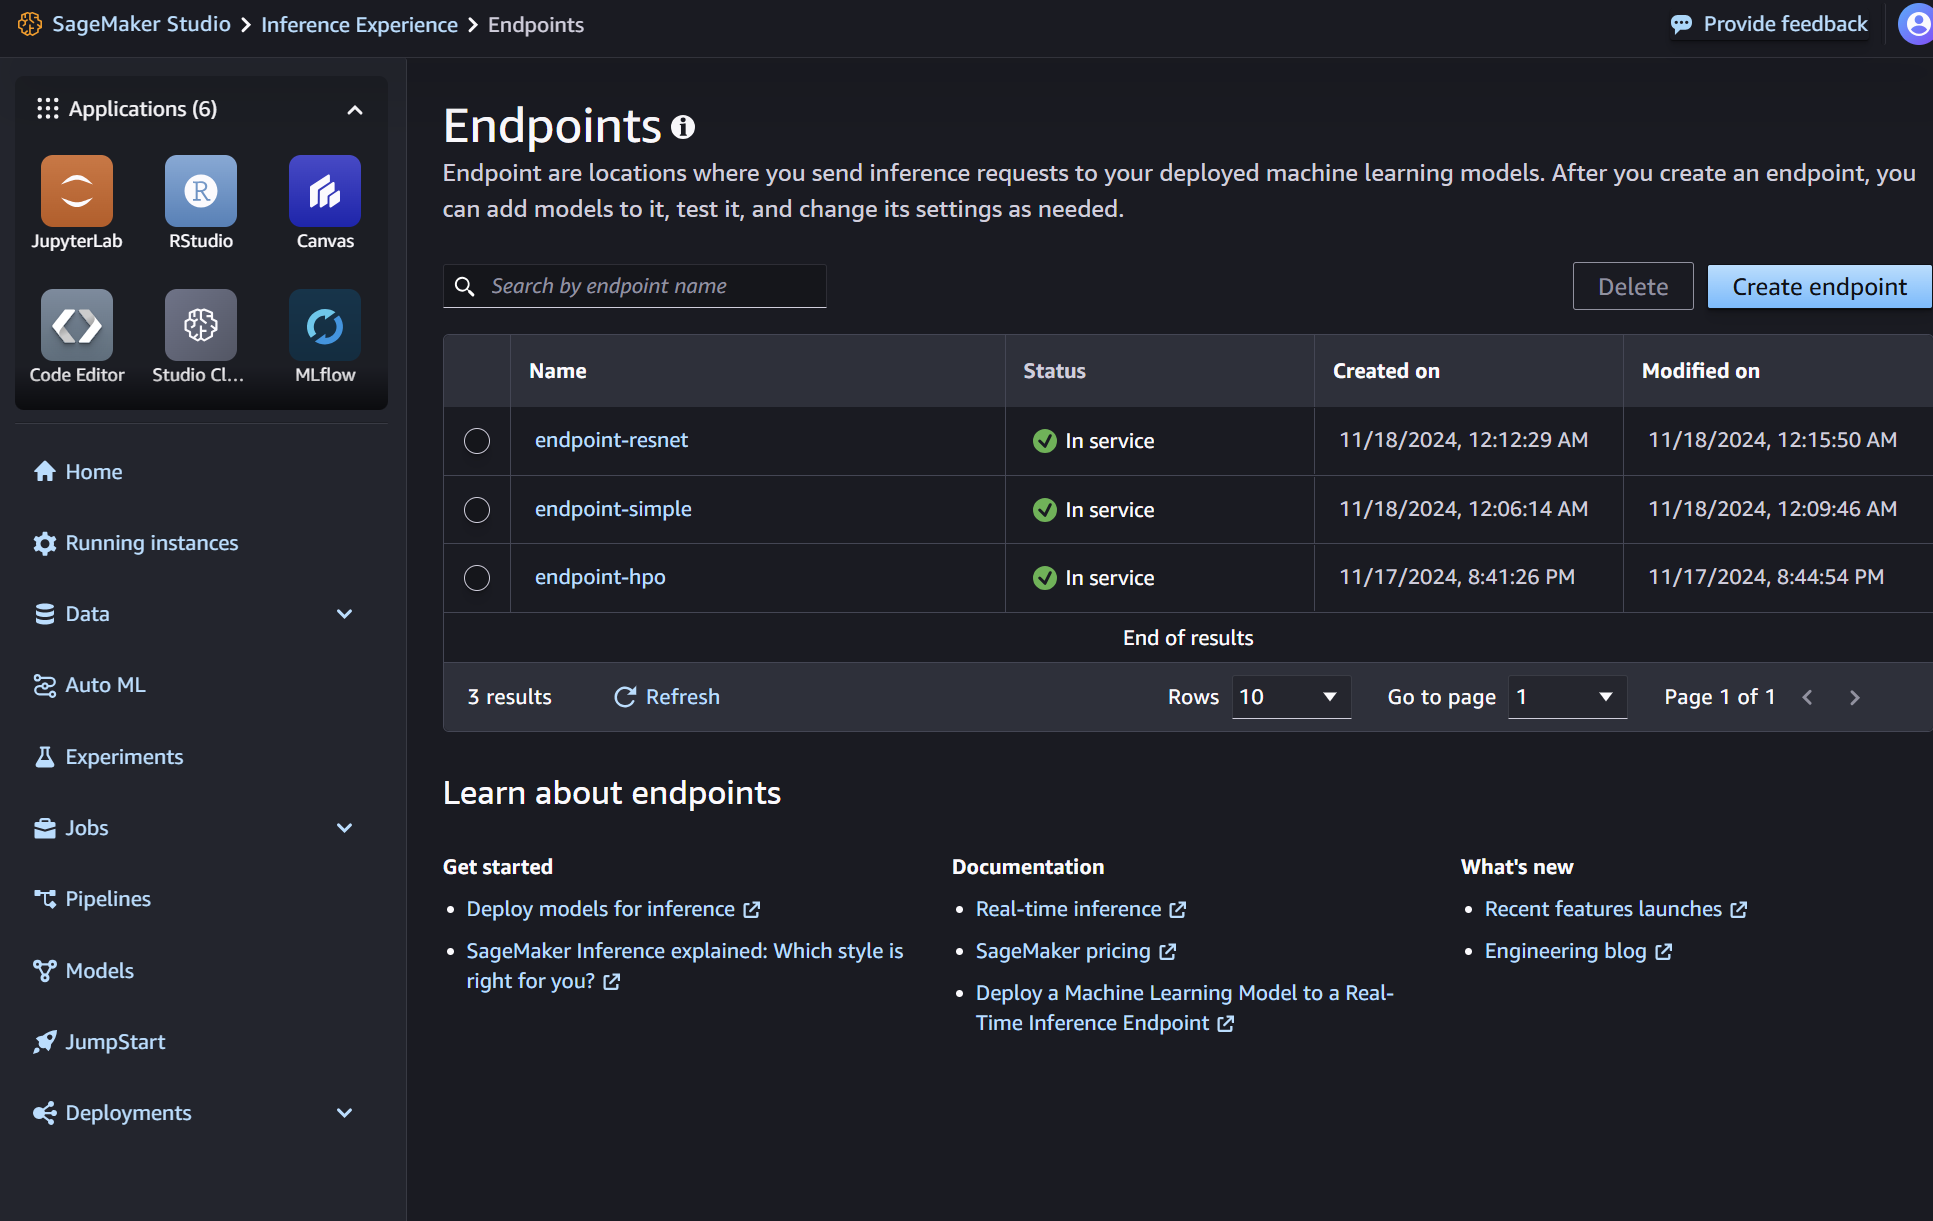 SageMaker Studio > Inference Experience > Endpoints
Provide feedback
Applications (6)
JupyterLab
RStudio
Canvas
Code Editor
Studio Cl...
MLflow
Home
Running instances
Data
Auto ML
Experiments
Jobs
Pipelines
Models
JumpStart
Deployments
Endpoints
Endpoint are locations where you send inference requests to your deployed machine learning models. After you create an endpoint, you
can add models to it, test it, and change its settings as needed.
Search by endpoint name
Delete
Create endpoint
Name Status Created on Modified on
endpoint-resnet In service 11/18/2024, 12:12:29 AM 11/18/2024, 12:15:50 AM
endpoint-simple In service 11/18/2024, 12:06:14 AM 11/18/2024, 12:09:46 AM
endpoint-hpo In service 11/17/2024, 8:41:26 PM 11/17/2024, 8:44:54 PM
End of results
3 results Refresh Rows 10 Go to page 1 Page 1 of 1
Learn about endpoints
Get started
Deploy models for inference
SageMaker Inference explained: Which style is
right for you?
Documentation
Real-time inference
SageMaker pricing
Deploy a Machine Learning Model to a Real-
Time Inference Endpoint
What's new
Recent features launches
Engineering blog